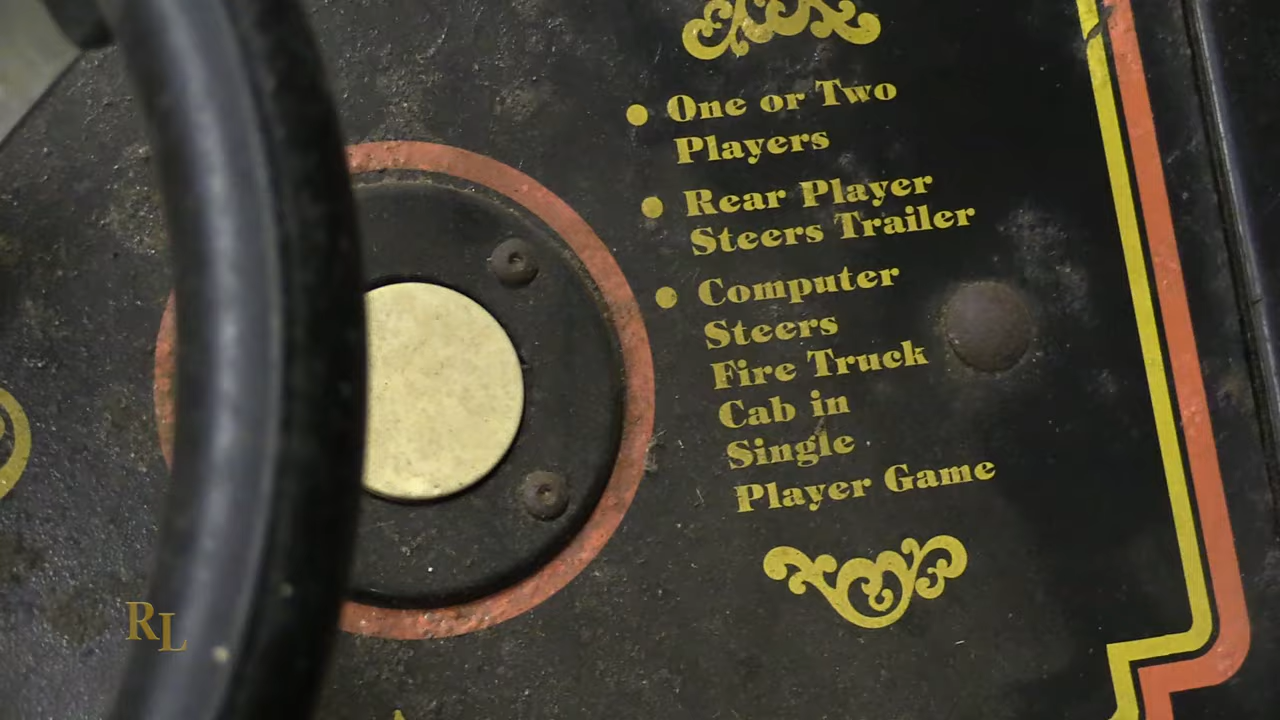 ● One or Two
Players
● Rear Player
Steers Trailer
● Computer
Steers
Fire Truck
Cab in
Single
Player Game
RL